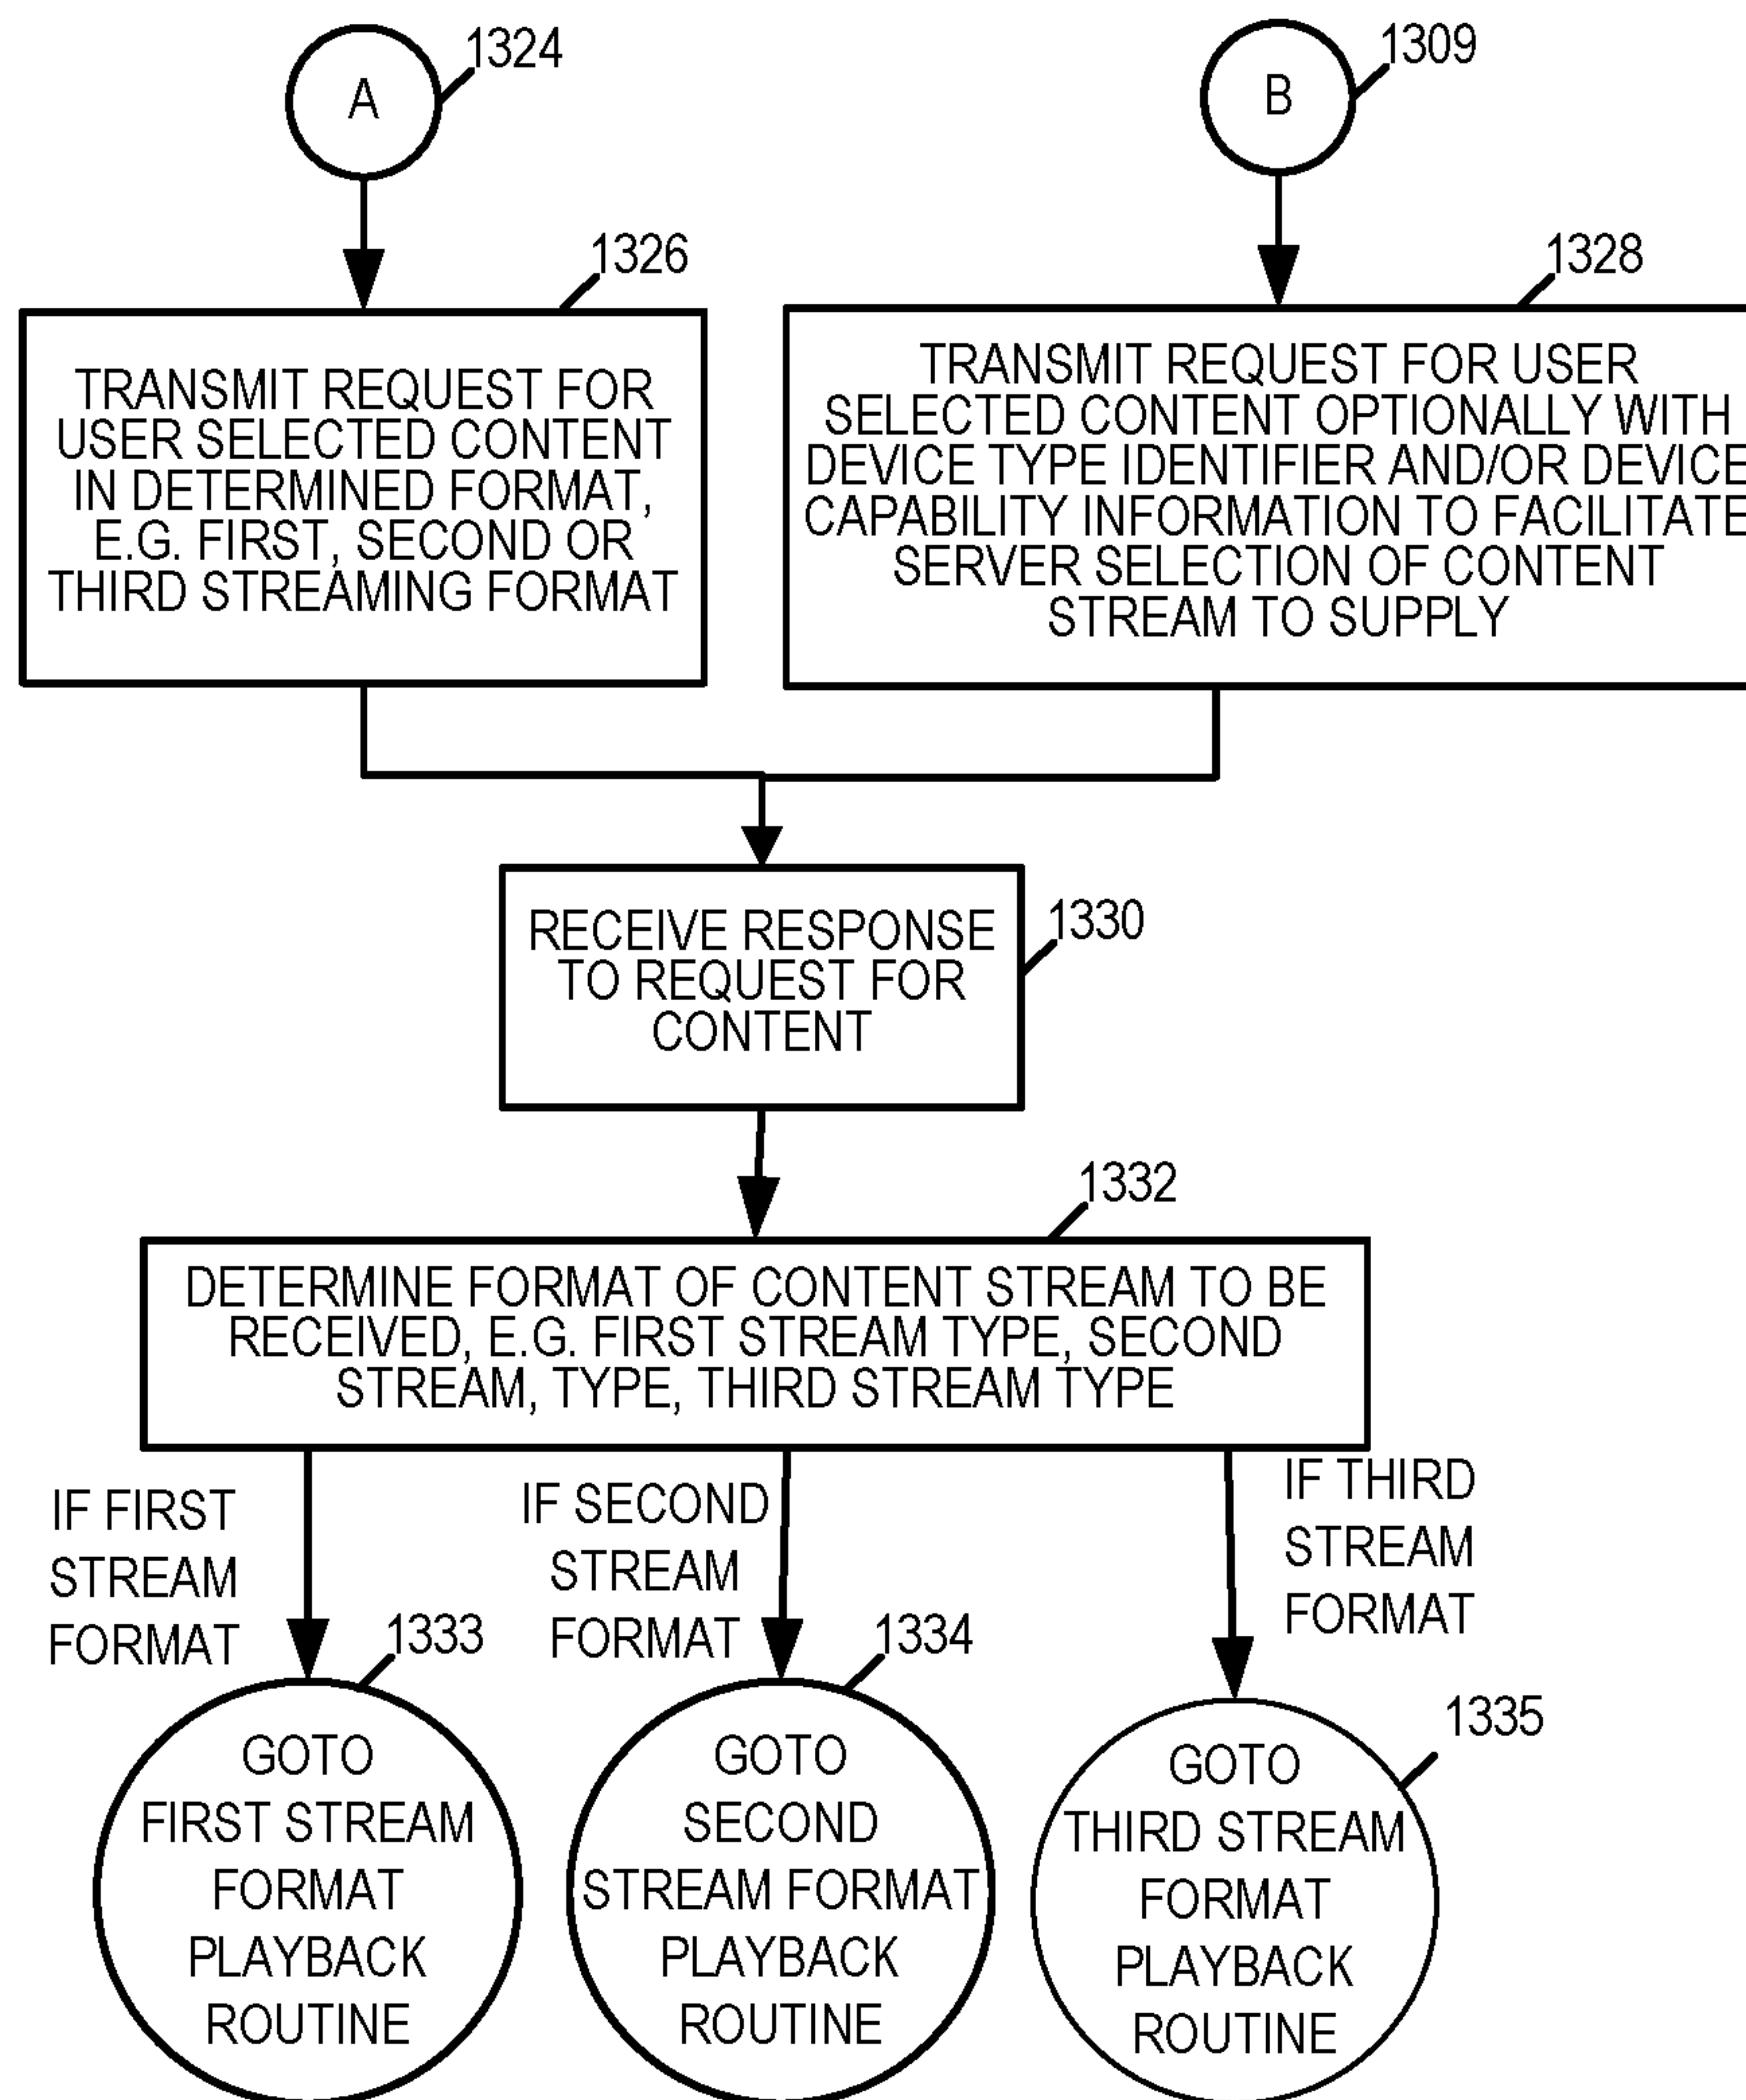 1324
A
1309
B
1326
TRANSMIT REQUEST FOR
USER SELECTED CONTENT
IN DETERMINED FORMAT,
E.G. FIRST, SECOND OR
THIRD STREAMING FORMAT
1328
TRANSMIT REQUEST FOR USER
SELECTED CONTENT OPTIONALLY WITH
DEVICE TYPE IDENTIFIER AND/OR DEVICE
CAPABILITY INFORMATION TO FACILITATE
SERVER SELECTION OF CONTENT
STREAM TO SUPPLY
RECEIVE RESPONSE
TO REQUEST FOR
CONTENT
1330
1332
DETERMINE FORMAT OF CONTENT STREAM TO BE
RECEIVED, E.G. FIRST STREAM TYPE, SECOND
STREAM, TYPE, THIRD STREAM TYPE
IF FIRST
STREAM
FORMAT
IF SECOND
STREAM
FORMAT
IF THIRD
STREAM
FORMAT
1333
GOTO
FIRST STREAM
FORMAT
PLAYBACK
ROUTINE
1334
GOTO
SECOND
STREAM FORMAT
PLAYBACK
ROUTINE
1335
GOTO
THIRD STREAM
FORMAT
PLAYBACK
ROUTINE